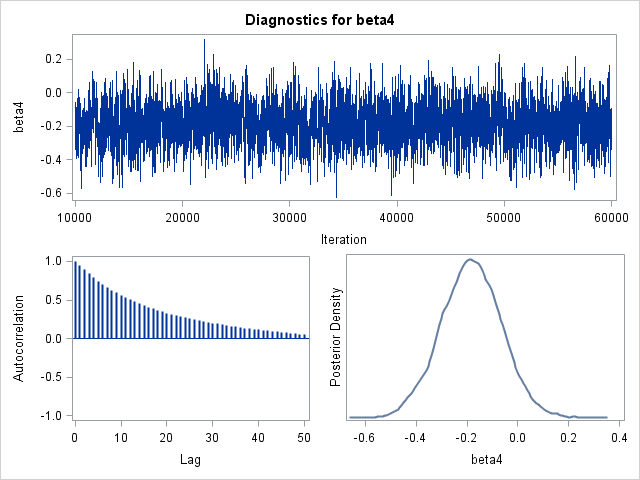 Diagnostics for beta4
beta4
0.2
0.0
-0.2
-0.4
-0.6
10000 20000 30000 40000 50000 60000
Iteration
Autocorrelation
1.0
0.5
0.0
-0.5
-1.0
0 10 20 30 40 50
Lag
Posterior Density
-0.6 -0.4 -0.2 0.0 0.2 0.4
beta4